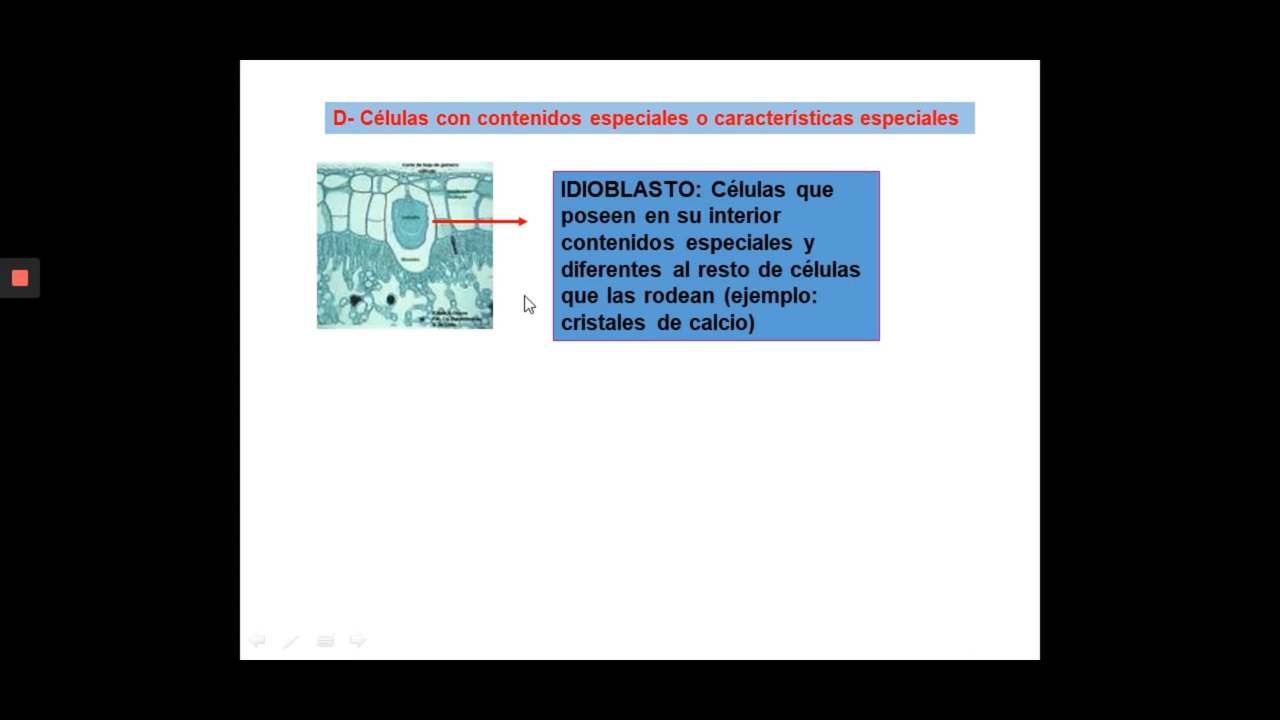 D- Células con contenidos especiales o características especiales
IDIOBLASTO: Células que
poseen en su interior
contenidos especiales y
diferentes al resto de células
que las rodean (ejemplo:
cristales de calcio)